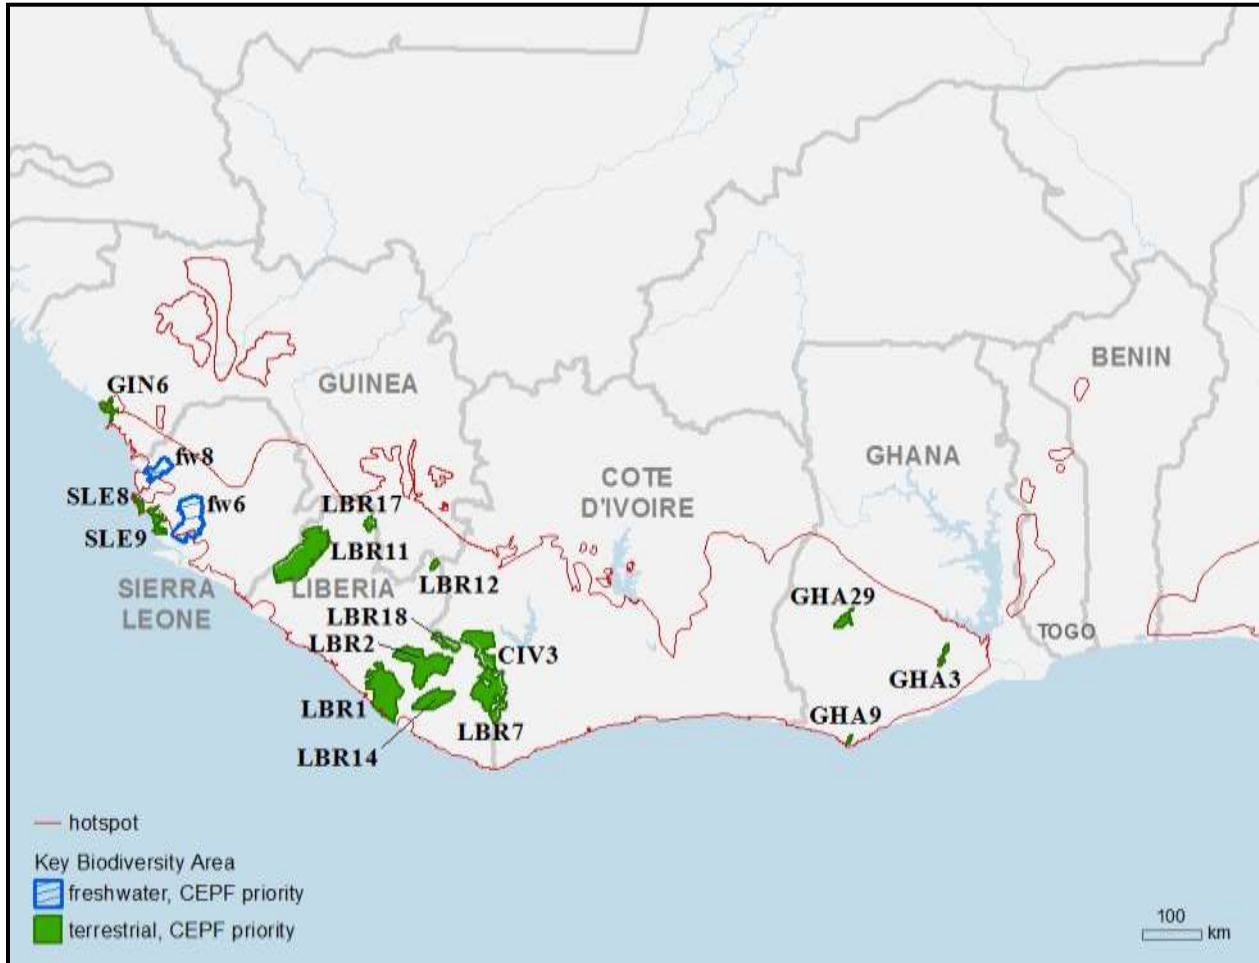 BENIN
GIN6
GUINEA
GHANA
fw8
COTE
D'IVOIRE
SLE8
fw6
LBR17
SLE9
LBR11
LBR12
SIERRA
LEONE
LIBERIA
GHA29
LBR18
TOGO
LBR2
CIV3
GHA3
LBR1
GHA9
LBR7
LBR14
hotspot
Key Biodiversity Area
freshwater, CEPF priority
terrestrial, CEPF priority
100
km